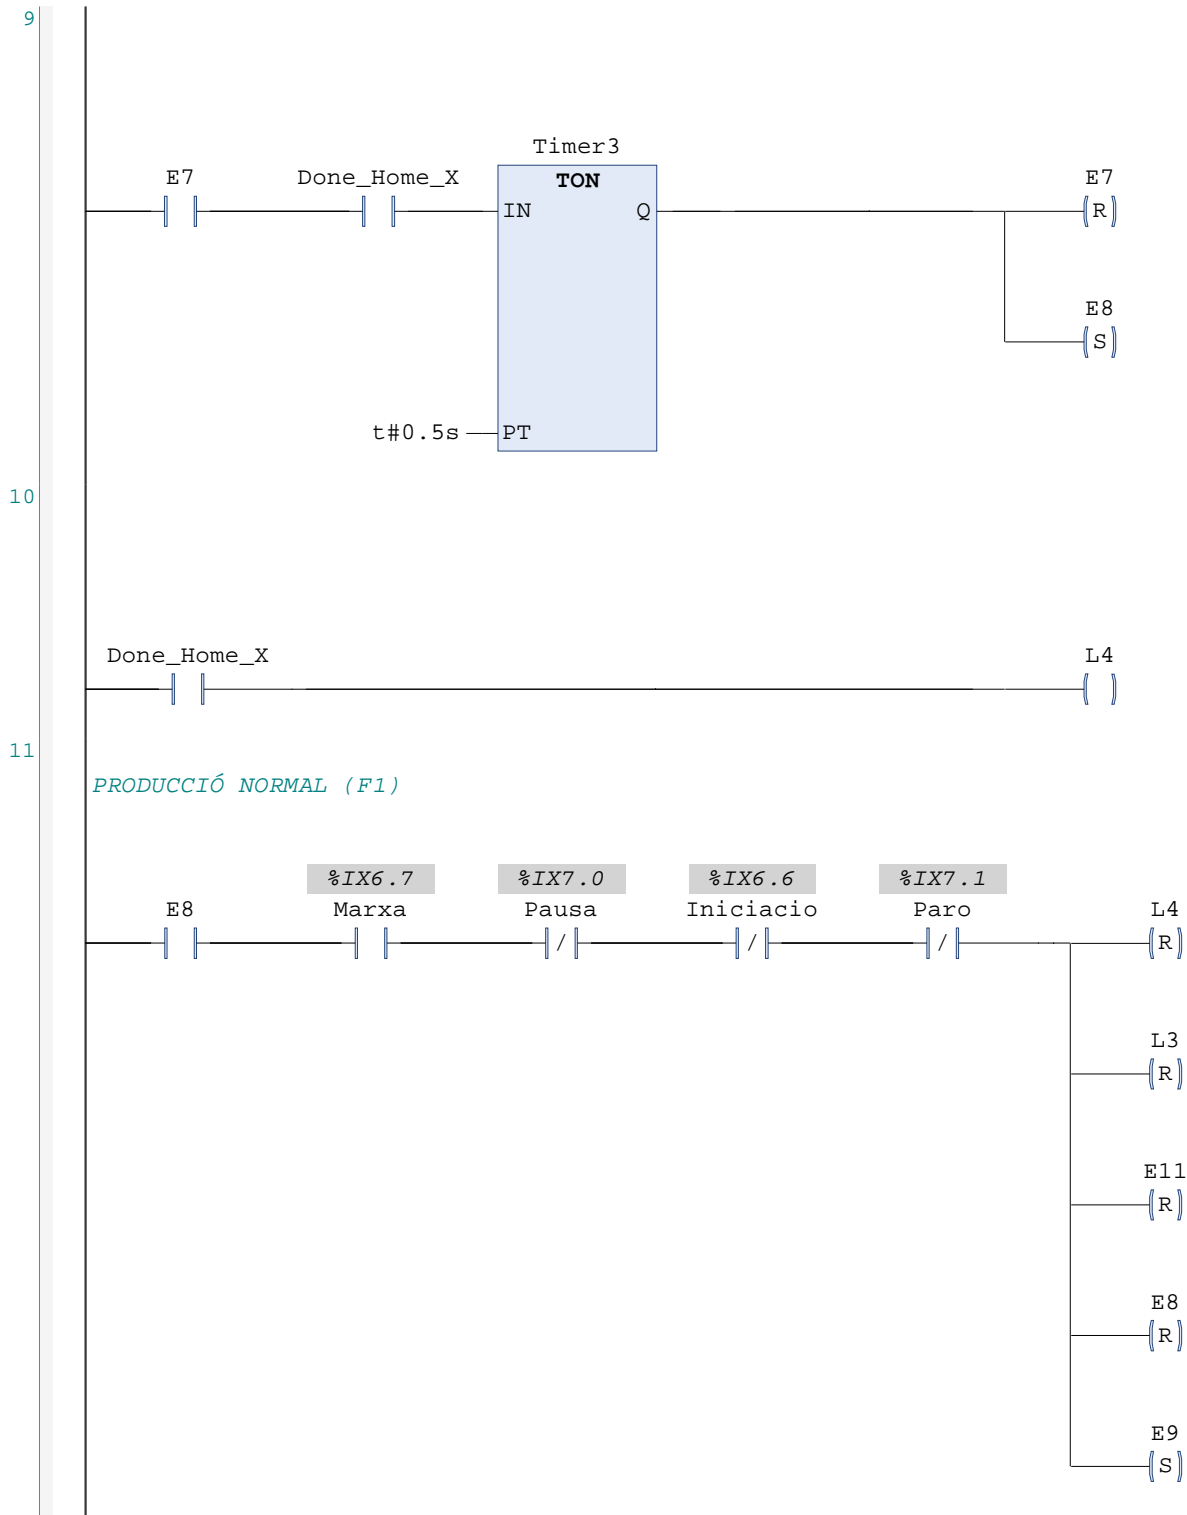 9
Timer3
E7 Done_Home_X TON E7
IN Q (R)
E8
(S)
t#0.5s PT
10
Done_Home_X L4
11
PRODUCCIÓ NORMAL (F1)
%IX6.7 %IX7.0 %IX6.6 %IX7.1
E8 Marxa Pausa Iniciacio Paro L4
/ / / (R)
L3
(R)
E11
(R)
E8
(R)
E9
(S)